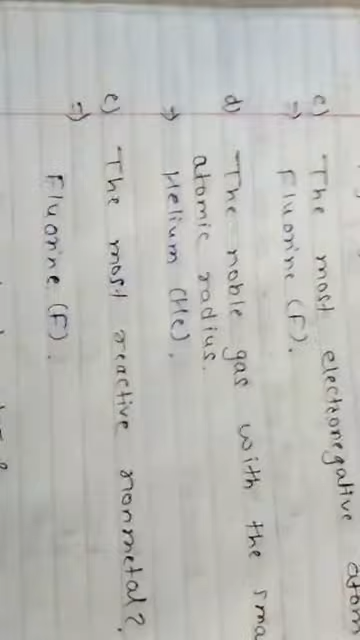 c) The most electronegative atom
=) Fluorine (F).
d) The noble gas with the sma
atomic radius.
=) Helium (He).
e) The most reactive nonmetal?
=) Fluorine (F).